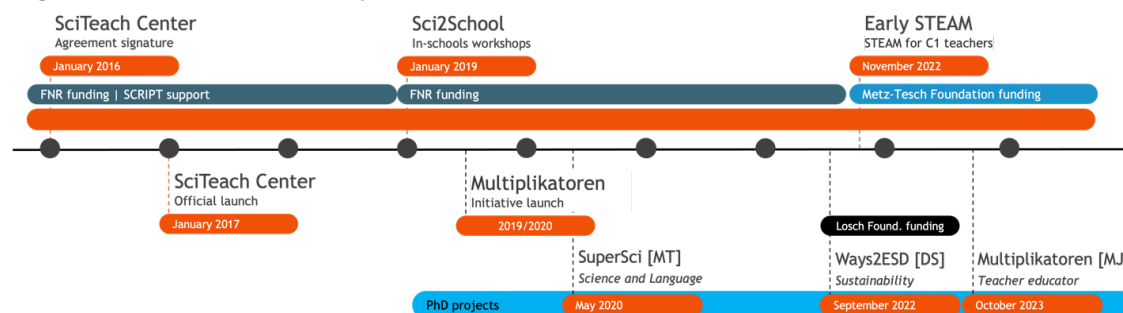 SciTeach Center
Agreement signature
January 2016
Sci2School
In-schools workshops
January 2019
Early STEAM
STEAM for C1 teachers
November 2022
FNR funding | SCRIPT support
FNR funding
Metz-Tesch Foundation funding
SciTeach Center
Official launch
January 2017
Multiplikatoren
Initiative launch
2019/2020
Losch Found. funding
SuperSci [MT]
Science and Language
Ways2ESD [DS]
Sustainability
Multiplikatoren [MJ
Teacher educator
PhD projects
May 2020
September 2022
October 2023